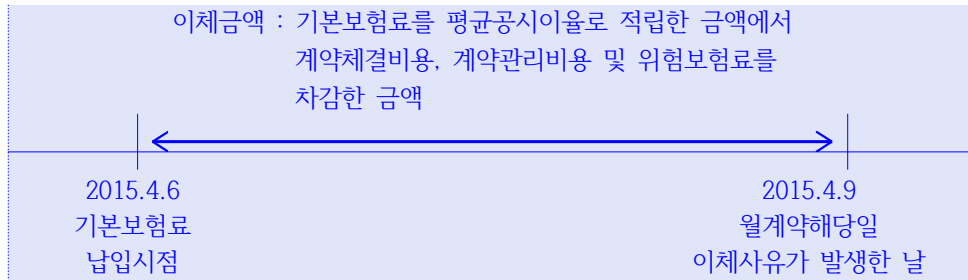 이체금액 : 기본보험료를 평균공시이율로 적립한 금액에서
계약체결비용, 계약관리비용 및 위험보험료를
차감한 금액
2015.4.6
기본보험료
납입시점
2015.4.9
월계약해당일
이체사유가 발생한 날